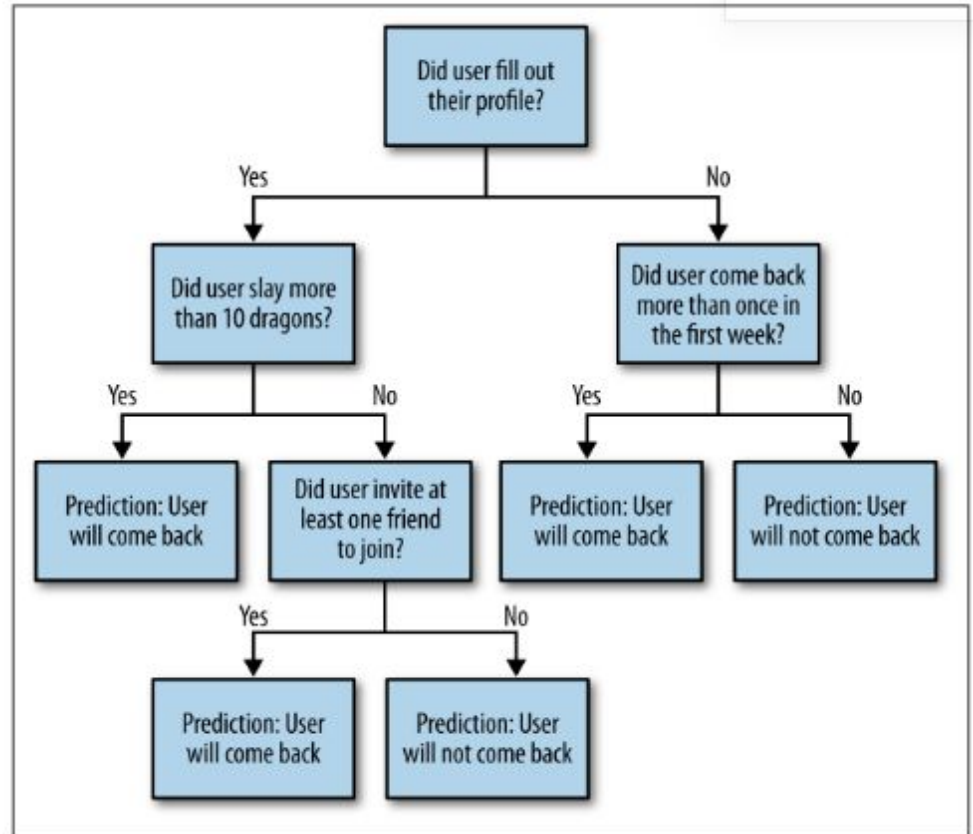 Did user fill out
their profile?
Yes
No
Did user slay more
than 10 dragons?
Did user come back
more than once in
the first week?
Yes
No
Yes
No
Prediction: User
will come back
Did user invite at
least one friend
to join?
Prediction: User
will come back
Prediction: User
will not come back
Yes
No
Prediction: User
will come back
Prediction: User
will not come back